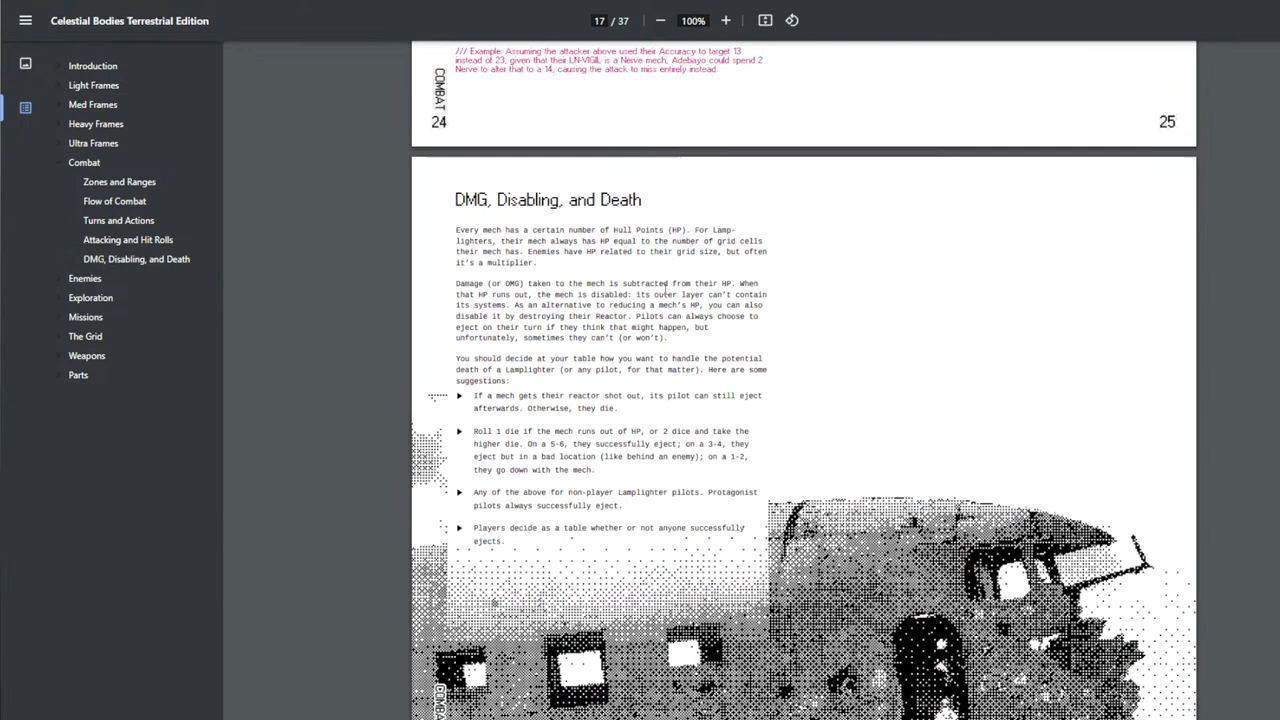 Celestial Bodies Terrestrial Edition
17 / 37
100%
Introduction
Light Frames
Med Frames
Heavy Frames
Ultra Frames
Combat
Zones and Ranges
Flow of Combat
Turns and Actions
Attacking and Hit Rolls
DMG, Disabling, and Death
Enemies
Exploration
Missions
The Grid
Weapons
Parts
/// Example: Assuming the attacker above used their Accuracy to target 13
instead of 23, given that their LN-VIGIL is a Nerve mech, Adebayo could spend 2
Nerve to alter that to a 14, causing the attack to miss entirely instead.
COMBAT
24
25
DMG, Disabling, and Death
Every mech has a certain number of Hull Points (HP). For Lamp-
lighters, their mech always has HP equal to the number of grid cells
their mech has. Enemies have HP related to their grid size, but often
it's a multiplier.
Damage (or DMG) taken to the mech is subtracted from their HP. When
that HP runs out, the mech is disabled: its outer layer can't contain
its systems. As an alternative to reducing a mech's HP, you can also
disable it by destroying their Reactor. Pilots can always choose to
eject on their turn if they think that might happen, but
unfortunately, sometimes they can't (or won't).
You should decide at your table how you want to handle the potential
death of a Lamplighter (or any pilot, for that matter). Here are some
suggestions:
If a mech gets their reactor shot out, its pilot can still eject
afterwards. Otherwise, they die.
Roll 1 die if the mech runs out of HP, or 2 dice and take the
higher die. On a 5-6, they successfully eject; on a 3-4, they
eject but in a bad location (like behind an enemy); on a 1-2,
they go down with the mech.
Any of the above for non-player Lamplighter pilots. Protagonist
pilots always successfully eject.
Players decide as a table whether or not anyone successfully
ejects.